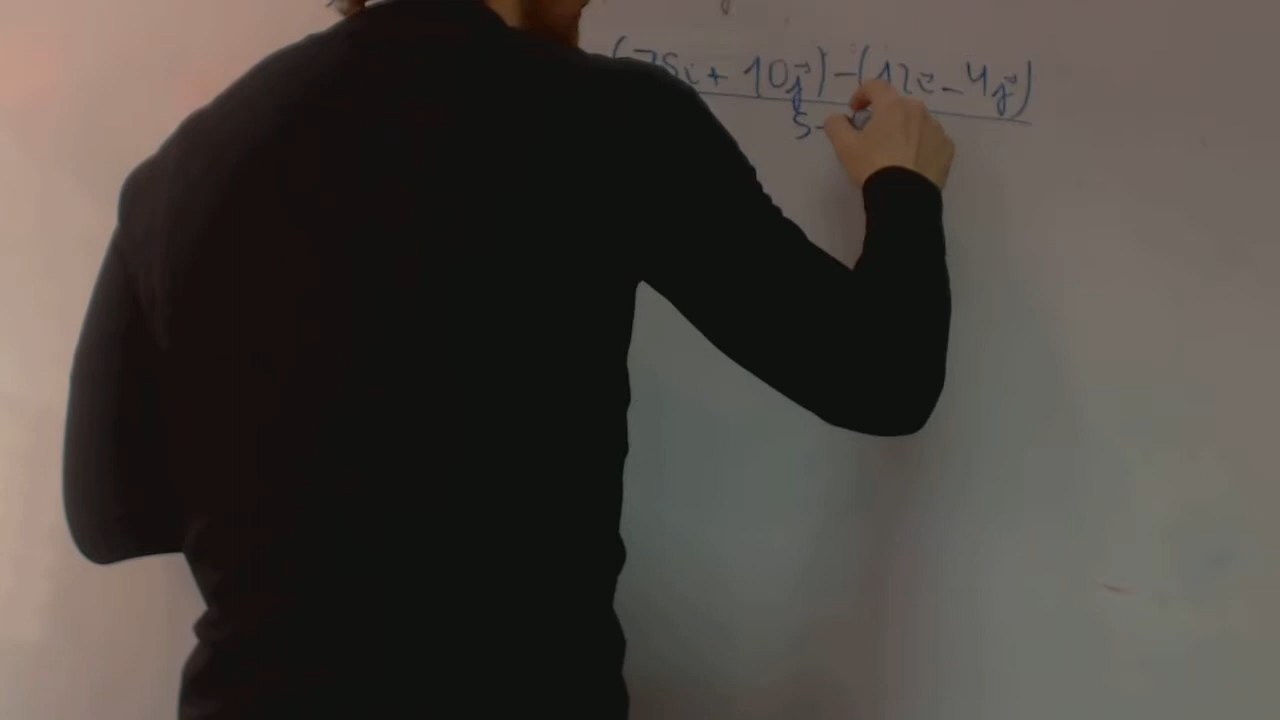 (75i + 10j⃗) - (12i⃗ - 4j⃗)
5 -